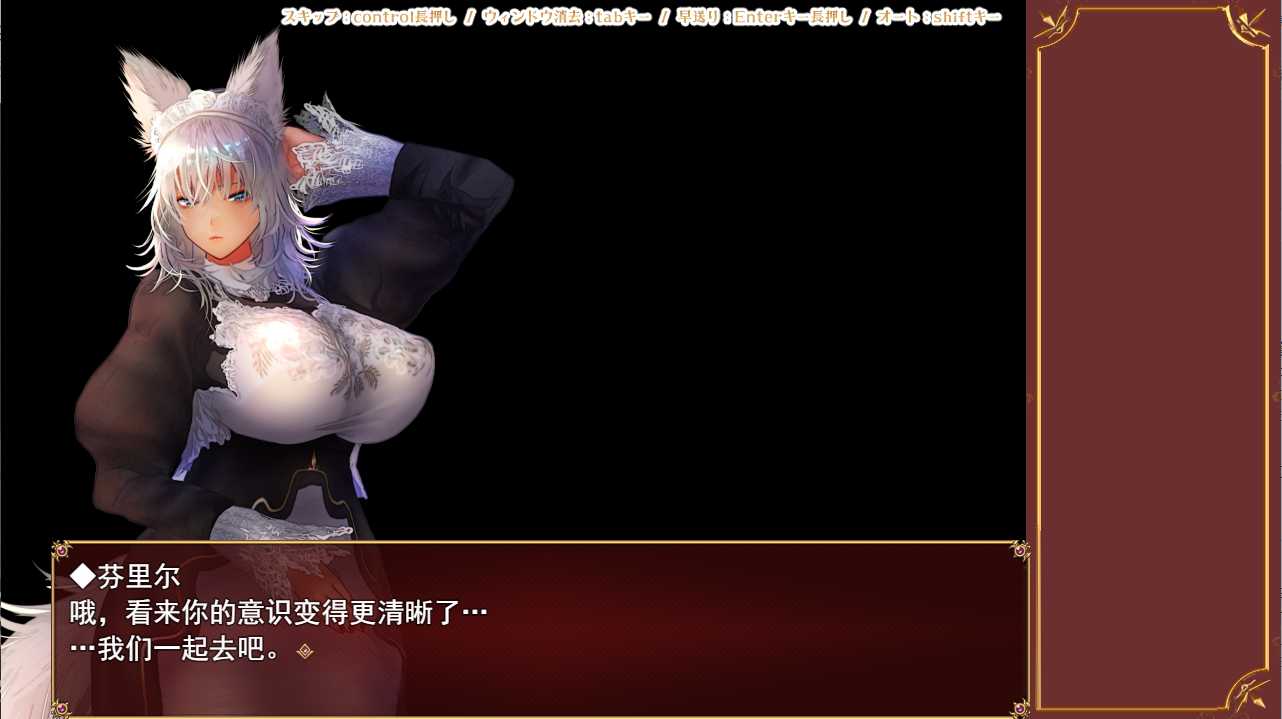 スキップ：control長押し / ウィンドウ消去：tabキー / 早送り：Enterキー長押し / オート：shiftキー
◆芬里尔
哦，看来你的意识变得更清晰了…
…我们一起去吧。